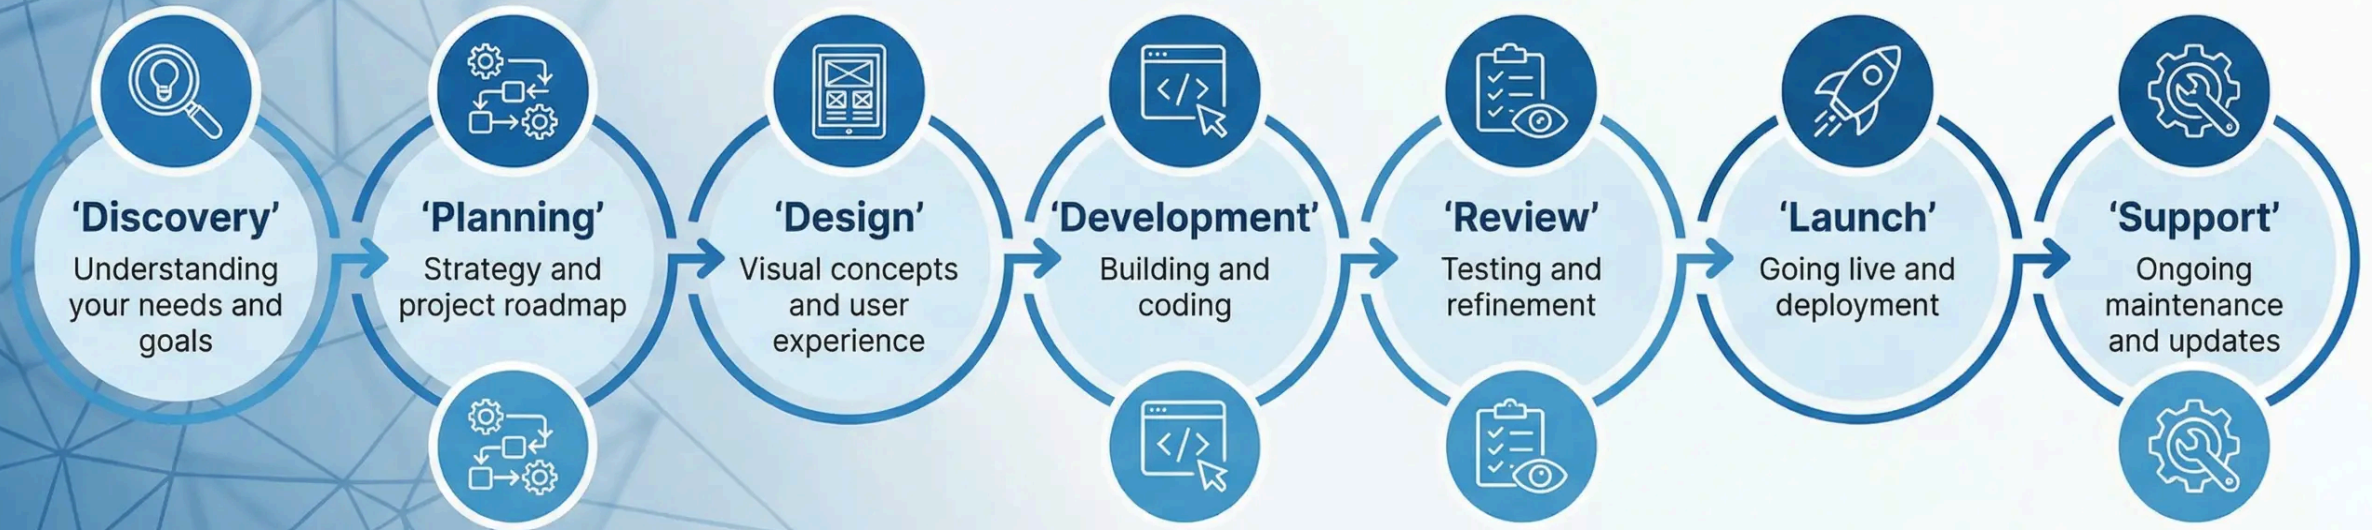 ‘Discovery’
Understanding
your needs and
goals
‘Planning’
Strategy and
project roadmap
‘Design’
Visual concepts
and user
experience
‘Development’
Building and
coding
‘Review’
Testing and
refinement
‘Launch’
Going live and
deployment
‘Support’
Ongoing
maintenance
and updates